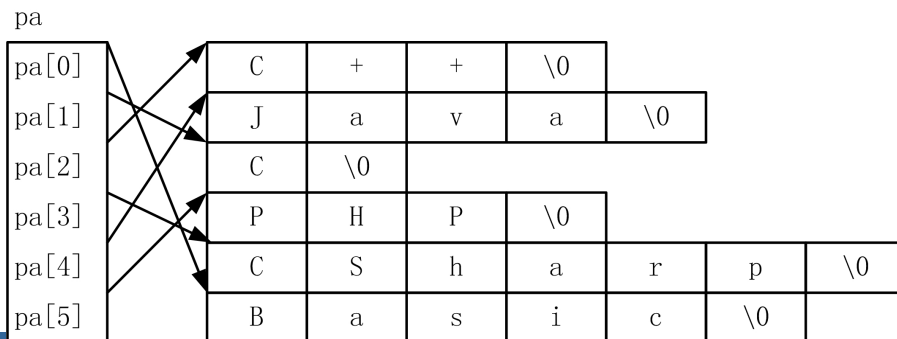 pa
pa[0] C + + \0
pa[1] J a v a \0
pa[2] C \0
pa[3] P H P \0
pa[4] C S h a r p \0
pa[5] B a s i c \0